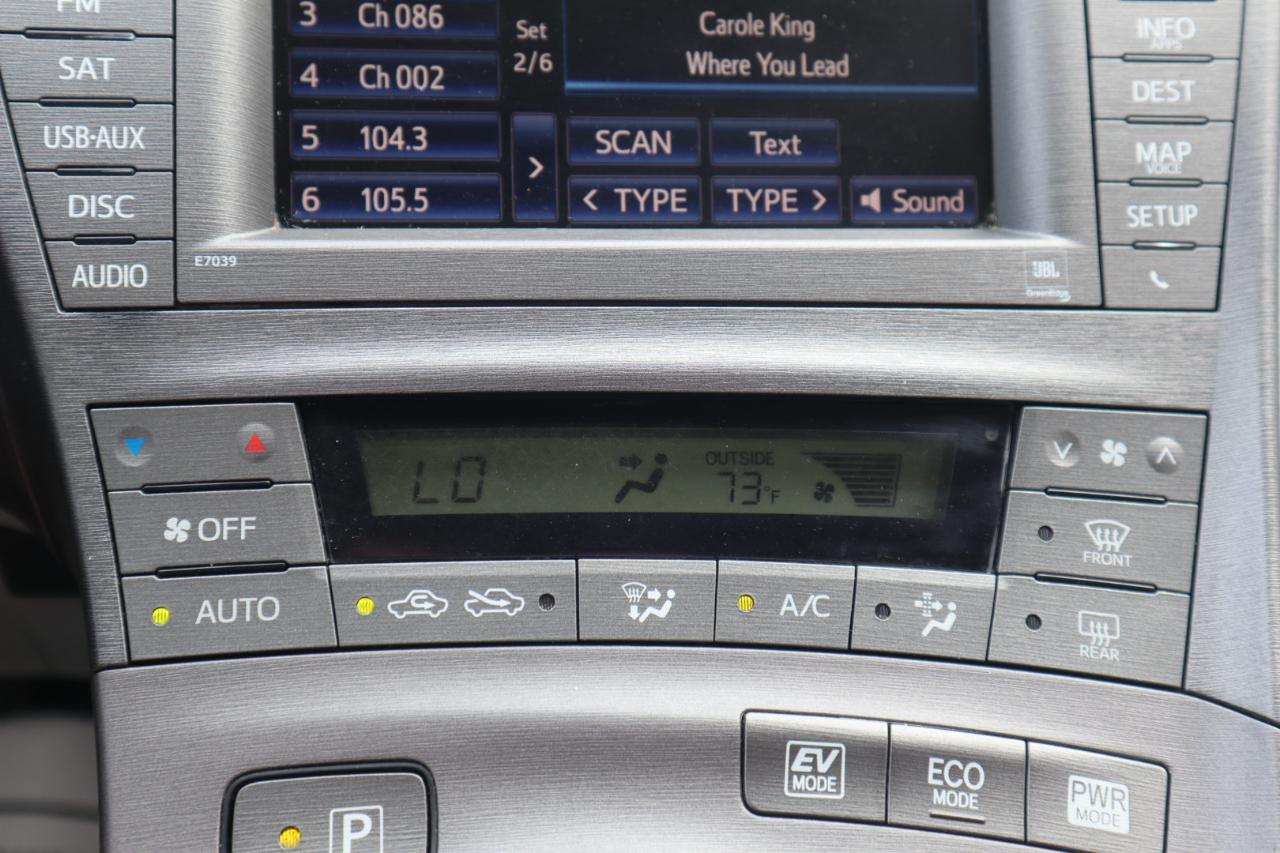 FM
SAT
USB·AUX
DISC
AUDIO
3 Ch 086
4 Ch 002
5 104.3
6 105.5
Set
2/6
>
Carole King
Where You Lead
SCAN
Text
< TYPE
TYPE >
Sound
INFO
APPS
DEST
MAP
VOICE
SETUP
E7039
JBL
GreenEdge
LO
OUTSIDE
73°F
OFF
AUTO
A/C
FRONT
REAR
EV
MODE
ECO
MODE
PWR
MODE
P